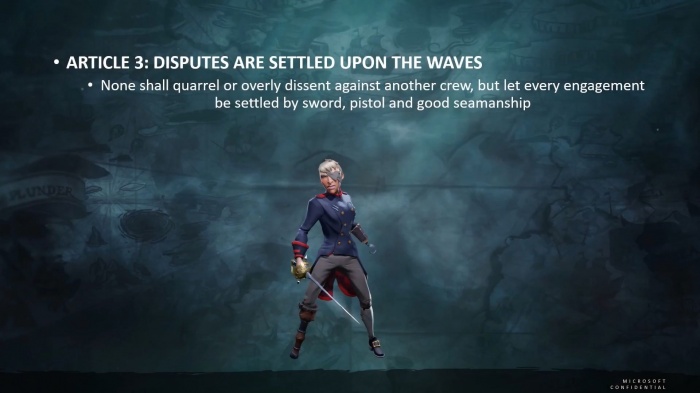 • ARTICLE 3: DISPUTES ARE SETTLED UPON THE WAVES
• None shall quarrel or overly dissent against another crew, but let every engagement
be settled by sword, pistol and good seamanship
PLUNDER
MICROSOFT
CONFIDENTIAL